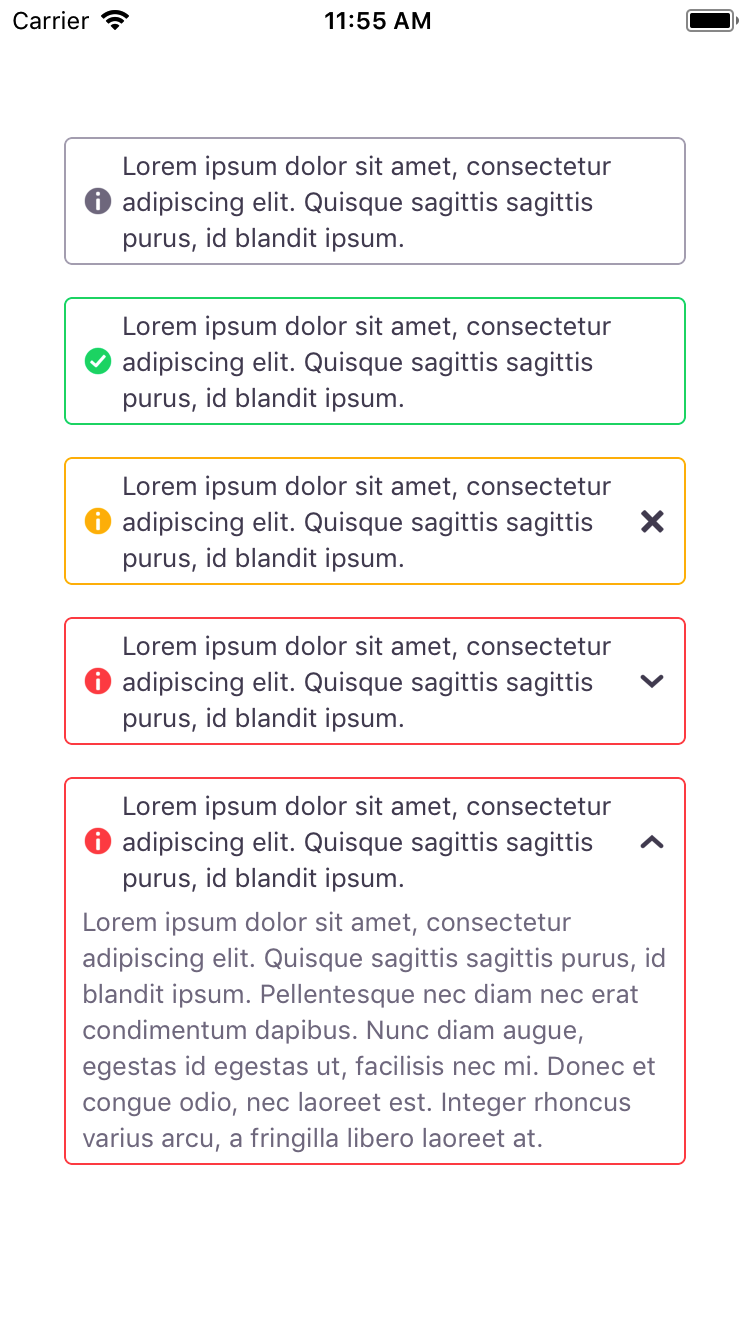 Carrier 11:55 AM
Lorem ipsum dolor sit amet, consectetur
adipiscing elit. Quisque sagittis sagittis
purus, id blandit ipsum.
Lorem ipsum dolor sit amet, consectetur
adipiscing elit. Quisque sagittis sagittis
purus, id blandit ipsum.
Lorem ipsum dolor sit amet, consectetur
adipiscing elit. Quisque sagittis sagittis
purus, id blandit ipsum.
Lorem ipsum dolor sit amet, consectetur
adipiscing elit. Quisque sagittis sagittis
purus, id blandit ipsum.
Lorem ipsum dolor sit amet, consectetur
adipiscing elit. Quisque sagittis sagittis
purus, id blandit ipsum.
Lorem ipsum dolor sit amet, consectetur
adipiscing elit. Quisque sagittis sagittis purus, id
blandit ipsum. Pellentesque nec diam nec erat
condimentum dapibus. Nunc diam augue,
egestas id egestas ut, facilisis nec mi. Donec et
congue odio, nec laoreet est. Integer rhoncus
varius arcu, a fringilla libero laoreet at.